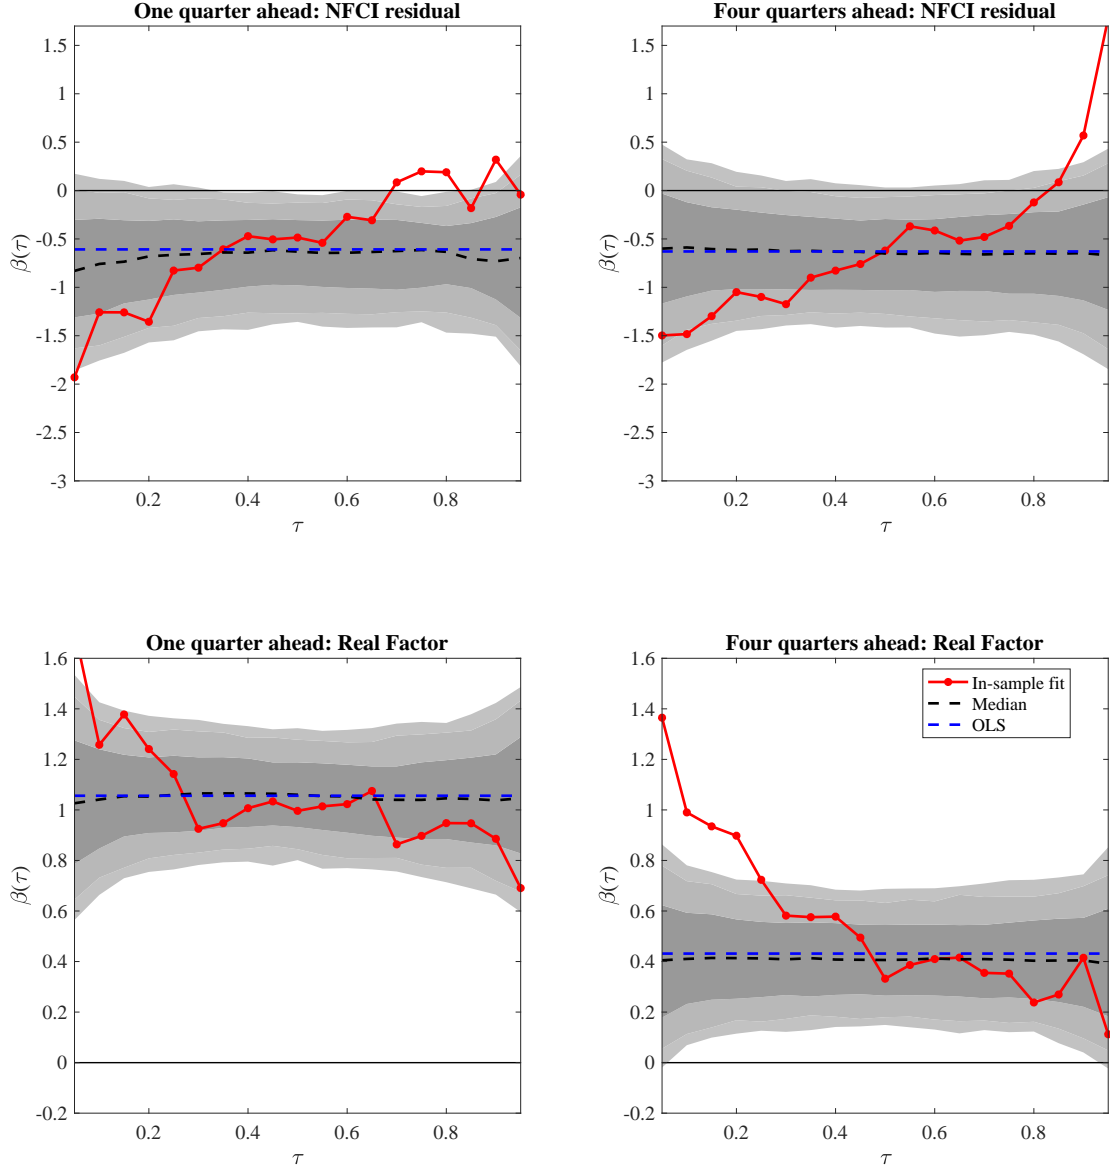 One quarter ahead: NFCI residual
1.5
1
0.5
0
-0.5
-1
-1.5
-2
-2.5
-3
β(τ)
0.2 0.4 0.6 0.8
τ
Four quarters ahead: NFCI residual
1.5
1
0.5
0
-0.5
-1
-1.5
-2
-2.5
-3
β(τ)
0.2 0.4 0.6 0.8
τ
One quarter ahead: Real Factor
1.6
1.4
1.2
1
0.8
0.6
0.4
0.2
0
-0.2
β(τ)
0.2 0.4 0.6 0.8
τ
Four quarters ahead: Real Factor
1.6
1.4
1.2
1
0.8
0.6
0.4
0.2
0
-0.2
β(τ)
In-sample fit
Median
OLS
0.2 0.4 0.6 0.8
τ